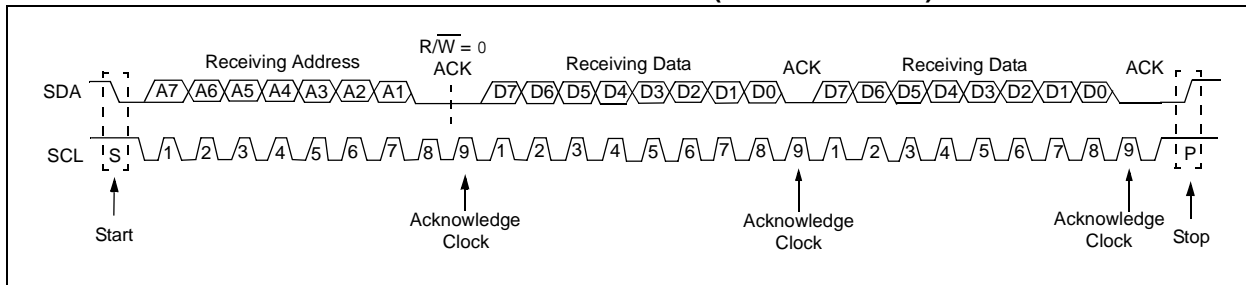 R/W = 0
Receiving Address ACK Receiving Data ACK Receiving Data ACK
SDA A7 A6 A5 A4 A3 A2 A1 D7 D6 D5 D4 D3 D2 D1 D0 D7 D6 D5 D4 D3 D2 D1 D0
SCL S 1 2 3 4 5 6 7 8 9 1 2 3 4 5 6 7 8 9 1 2 3 4 5 6 7 8 9 P
Start
Acknowledge
Clock
Acknowledge
Clock
Acknowledge
Clock
Stop